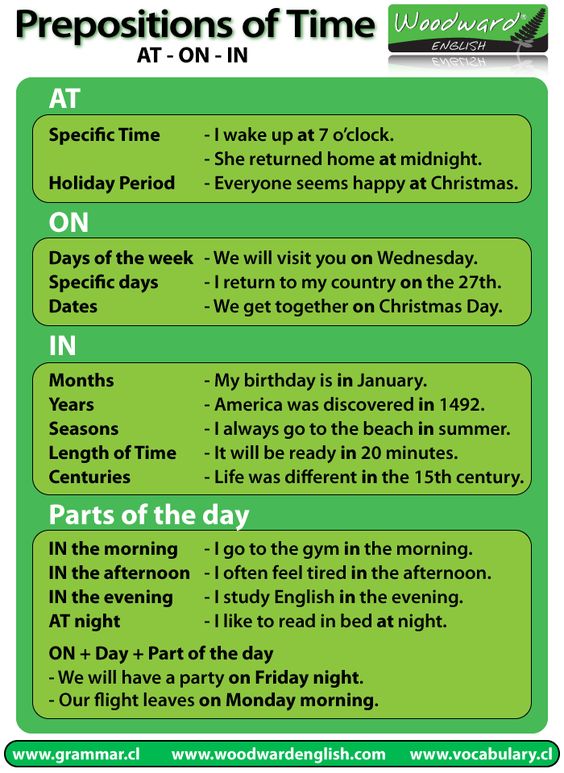 Prepositions of Time
AT - ON - IN
Woodward®
ENGLISH
AT
Specific Time - I wake up at 7 o’clock.
- She returned home at midnight.
Holiday Period - Everyone seems happy at Christmas.
ON
Days of the week - We will visit you on Wednesday.
Specific days - I return to my country on the 27th.
Dates - We get together on Christmas Day.
IN
Months - My birthday is in January.
Years - America was discovered in 1492.
Seasons - I always go to the beach in summer.
Length of Time - It will be ready in 20 minutes.
Centuries - Life was different in the 15th century.
Parts of the day
IN the morning - I go to the gym in the morning.
IN the afternoon - I often feel tired in the afternoon.
IN the evening - I study English in the evening.
AT night - I like to read in bed at night.
ON + Day + Part of the day
- We will have a party on Friday night.
- Our flight leaves on Monday morning.
www.grammar.cl www.woodwardenglish.com www.vocabulary.cl